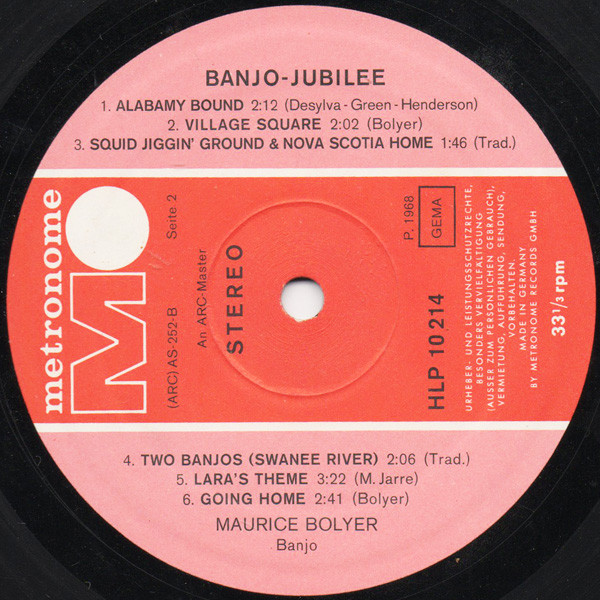 BANJO-JUBILEE
1. ALABAMY BOUND 2:12 (Desylva-Green-Henderson)
2. VILLAGE SQUARE 2:02 (Bolyer)
3. SQUID JIGGIN' GROUND & NOVA SCOTIA HOME 1:46 (Trad.)
metronome
MO
(ARC) AS-252-B
Seite 2
An ARC-Master
STEREO
P. 1968
GEMA
HLP 10 214
URHEBER- UND LEISTUNGSSCHUTZRECHTE,
BESONDERS VERVIELFÄLTIGUNG
(AUSSER ZUM PERSÖNLICHEN GEBRAUCH),
VERMIETUNG, AUFFÜHRUNG, SENDUNG,
VORBEHALTEN.
MADE IN GERMANY
BY METRONOME RECORDS GMBH
33 1/3 rpm
4. TWO BANJOS (SWANEE RIVER) 2:06 (Trad.)
5. LARA'S THEME 3:22 (M. Jarre)
6. GOING HOME 2:41 (Bolyer)
MAURICE BOLYER
Banjo